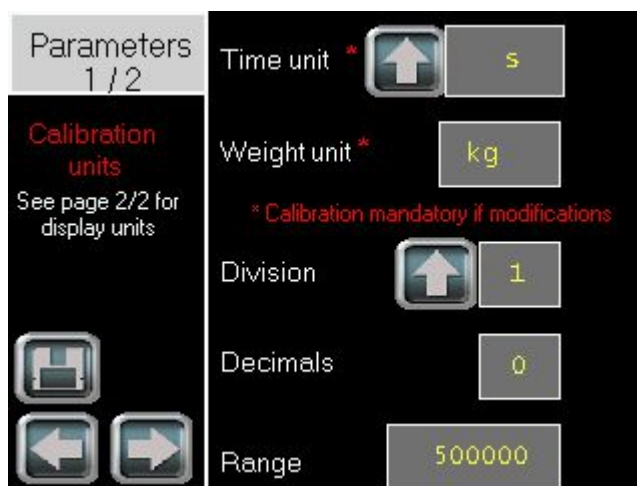 Parameters
1 / 2
Calibration
units
See page 2/2 for
display units
Time unit * s
Weight unit * kg
* Calibration mandatory if modifications
Division 1
Decimals 0
Range 500000